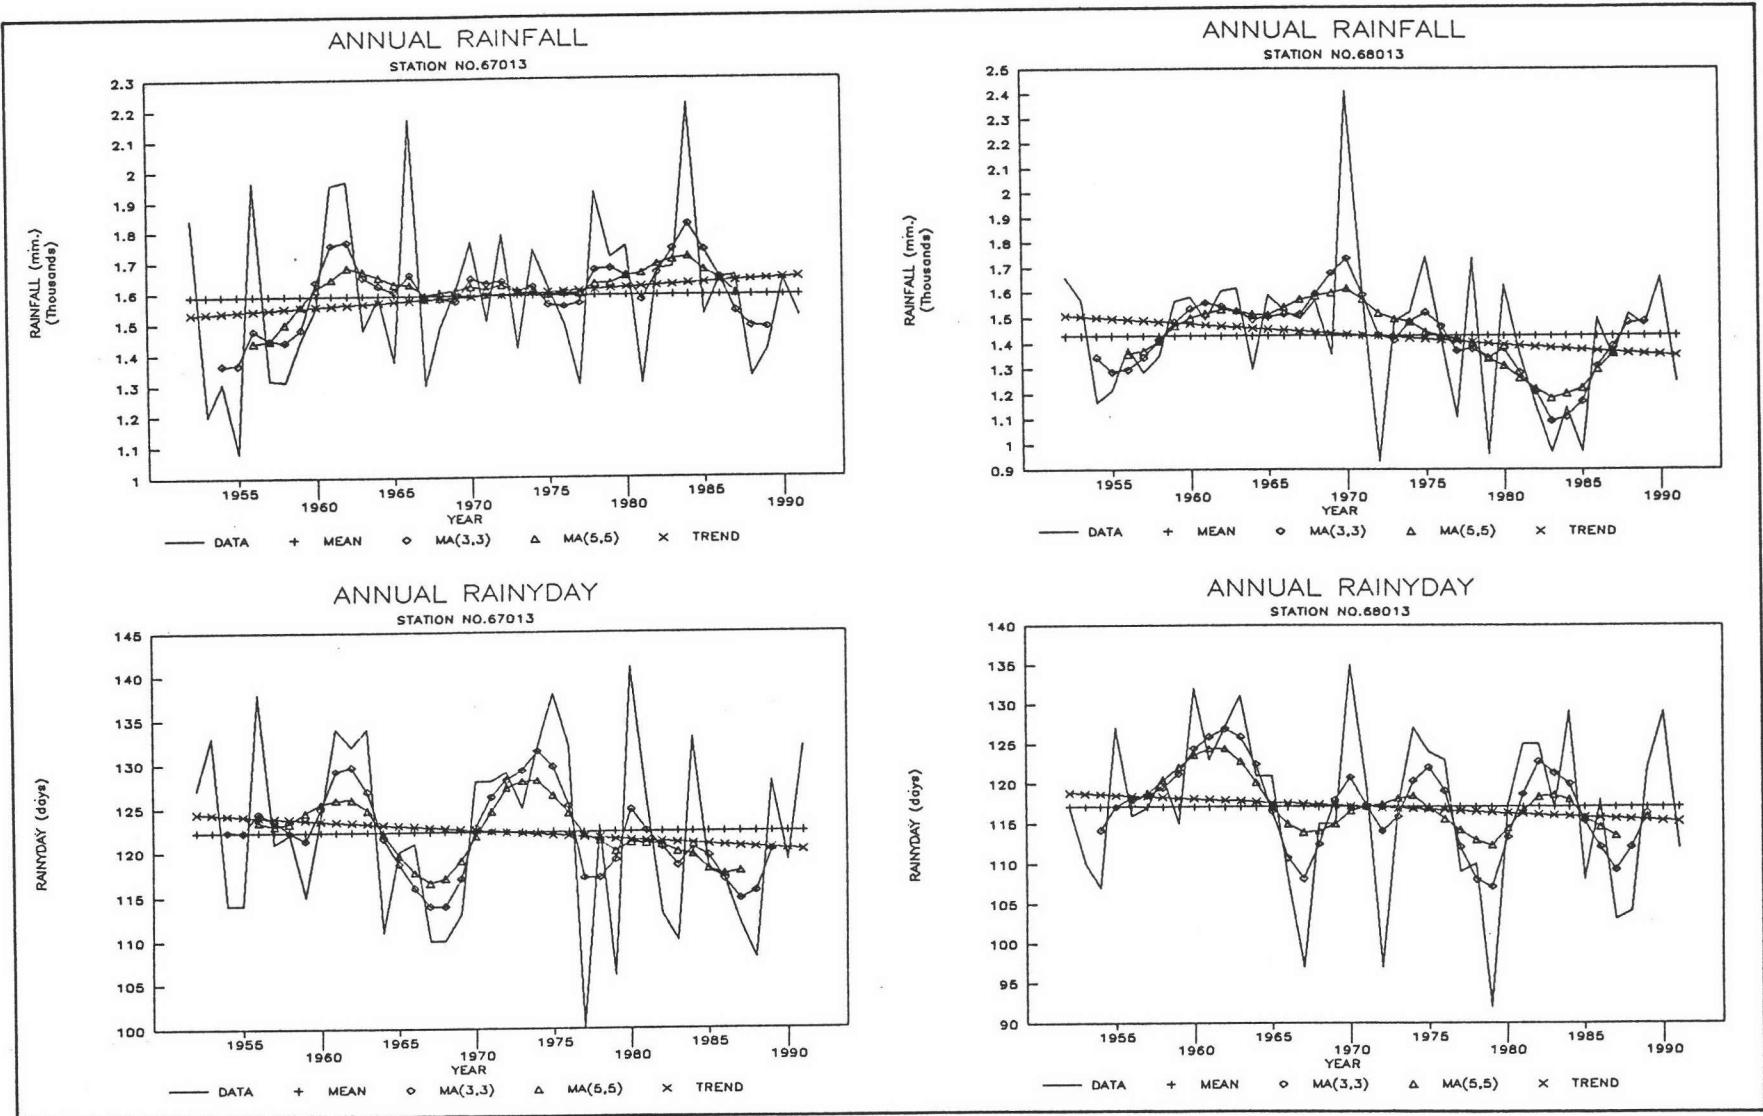 ANNUAL RAINFALL
STATION NO.67013
2.3
2.2
2.1
2
1.9
1.8
1.7
1.6
1.5
1.4
1.3
1.2
1.1
1
RAINFALL (mm.)
(Thousands)
1955 1965 1975 1985
1960 1970 1980 1990
YEAR
DATA + MEAN ◇ MA(3,3) △ MA(5,5) × TREND
ANNUAL RAINFALL
STATION NO.68013
2.5
2.4
2.3
2.2
2.1
2
1.9
1.8
1.7
1.6
1.5
1.4
1.3
1.2
1.1
1
0.9
RAINFALL (mm.)
(Thousands)
1955 1965 1975 1985
1960 1970 1980 1990
YEAR
DATA + MEAN ◇ MA(3,3) △ MA(5,5) × TREND
ANNUAL RAINYDAY
STATION NO.67013
145
140
135
130
125
120
115
110
105
100
RAINYDAY (days)
1955 1965 1975 1985
1960 1970 1980 1990
YEAR
DATA + MEAN ◇ MA(3,3) △ MA(5,5) × TREND
ANNUAL RAINYDAY
STATION NO.68013
140
135
130
125
120
115
110
105
100
95
90
RAINYDAY (days)
1955 1965 1975 1985
1960 1970 1980 1990
YEAR
DATA + MEAN ◇ MA(3,3) △ MA(5,5) × TREND